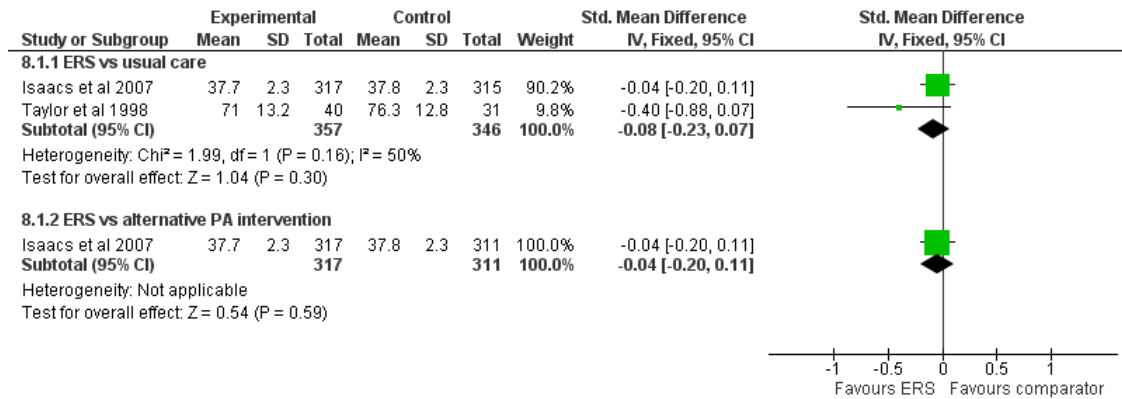 Experimental Control Std. Mean Difference Std. Mean Difference
Study or Subgroup Mean SD Total Mean SD Total Weight IV, Fixed, 95% CI IV, Fixed, 95% CI
8.1.1 ERS vs usual care
Isaacs et al 2007 37.7 2.3 317 37.8 2.3 315 90.2% -0.04 [-0.20, 0.11]
Taylor et al 1998 71 13.2 40 76.3 12.8 31 9.8% -0.40 [-0.88, 0.07]
Subtotal (95% CI) 357 346 100.0% -0.08 [-0.23, 0.07]
Heterogeneity: Chi² = 1.99, df = 1 (P = 0.16); I² = 50%
Test for overall effect: Z = 1.04 (P = 0.30)
8.1.2 ERS vs alternative PA intervention
Isaacs et al 2007 37.7 2.3 317 37.8 2.3 311 100.0% -0.04 [-0.20, 0.11]
Subtotal (95% CI) 317 311 100.0% -0.04 [-0.20, 0.11]
Heterogeneity: Not applicable
Test for overall effect: Z = 0.54 (P = 0.59)
-1 -0.5 0 0.5 1
Favours ERS Favours comparator